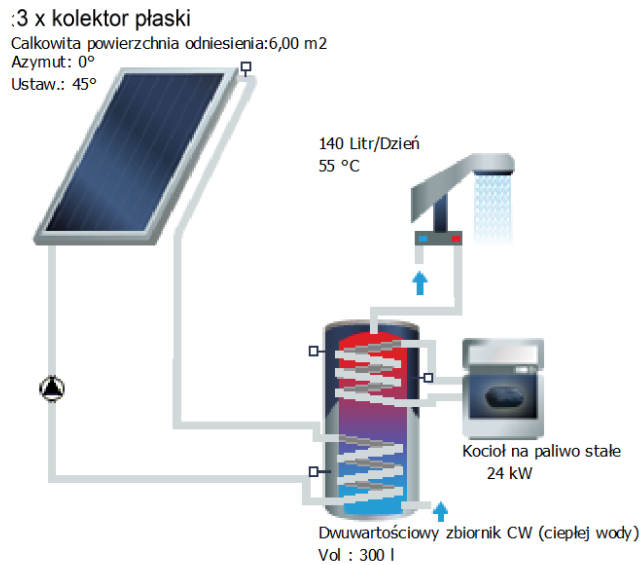 :3 x kolektor płaski
Całkowita powierzchnia odniesienia:6,00 m2
Azymut: 0°
Ustaw.: 45°
140 Litr/Dzień
55 °C
Kocioł na paliwo stałe
24 kW
Dwuwartościowy zbiornik CW (ciepłej wody)
Vol : 300 l